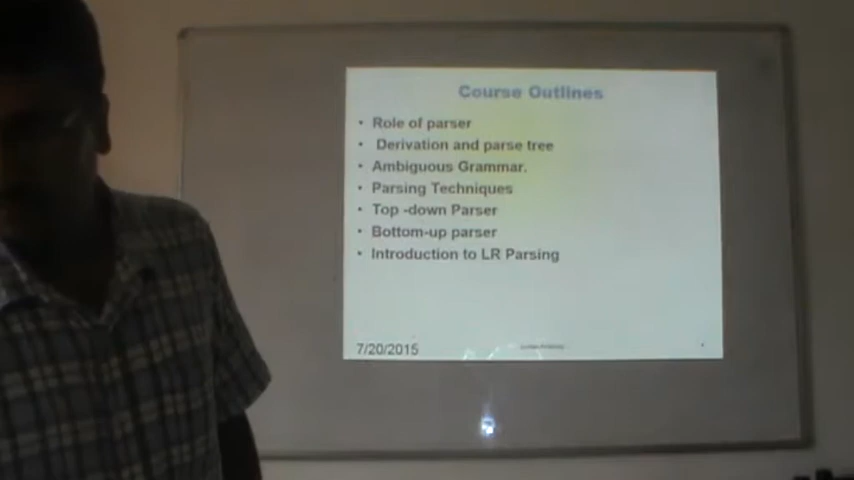 Course Outlines
• Role of parser
• Derivation and parse tree
• Ambiguous Grammar.
• Parsing Techniques
• Top -down Parser
• Bottom-up parser
• Introduction to LR Parsing
7/20/2015